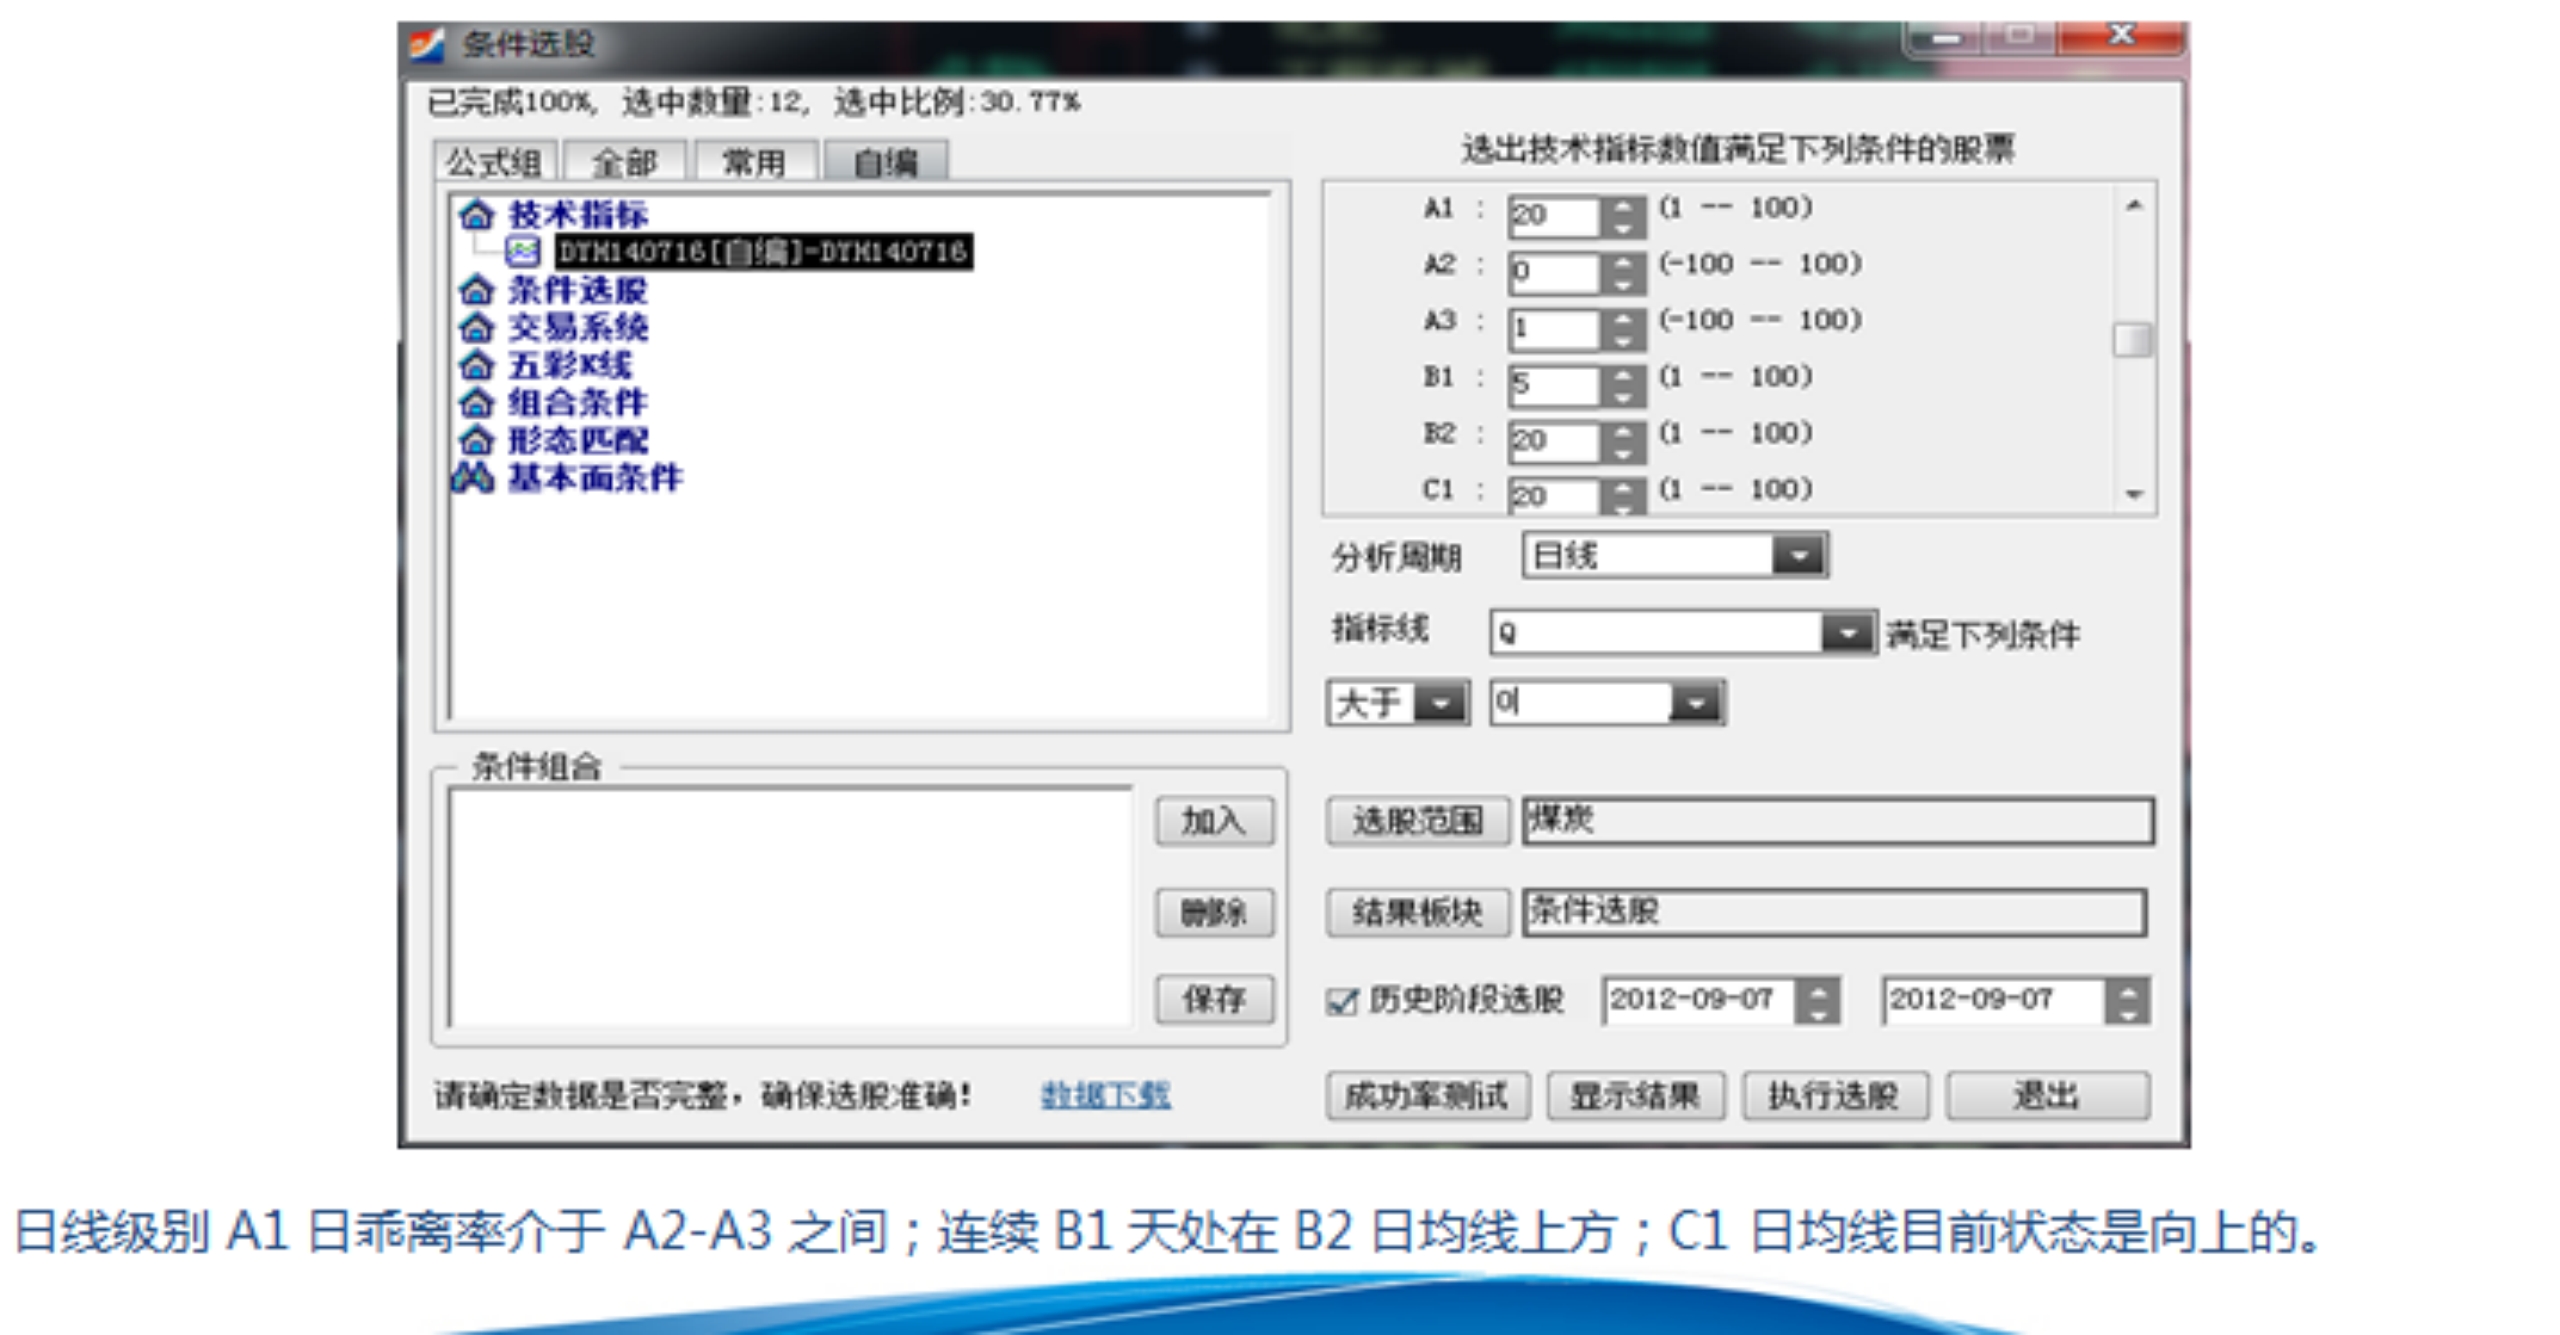 条件选股
已完成100%, 选中数量:12, 选中比例:30.77%
公式组 全部 常用 自编
技术指标
DYM140716[自编]-DYM140716
条件选股
交易系统
五彩K线
组合条件
形态匹配
基本面条件
选出技术指标数值满足下列条件的股票
A1 : 20 (1 -- 100)
A2 : 0 (-100 -- 100)
A3 : 1 (-100 -- 100)
B1 : 5 (1 -- 100)
B2 : 20 (1 -- 100)
C1 : 20 (1 -- 100)
分析周期 日线
指标线 Q 满足下列条件
大于 0
条件组合
加入
删除
保存
选股范围 煤炭
结果板块 条件选股
历史阶段选股 2012-09-07 2012-09-07
请确定数据是否完整，确保选股准确! 数据下载
成功率测试 显示结果 执行选股 退出
日线级别 A1 日乖离率介于 A2-A3 之间；连续 B1 天处在 B2 日均线上方；C1 日均线目前状态是向上的。